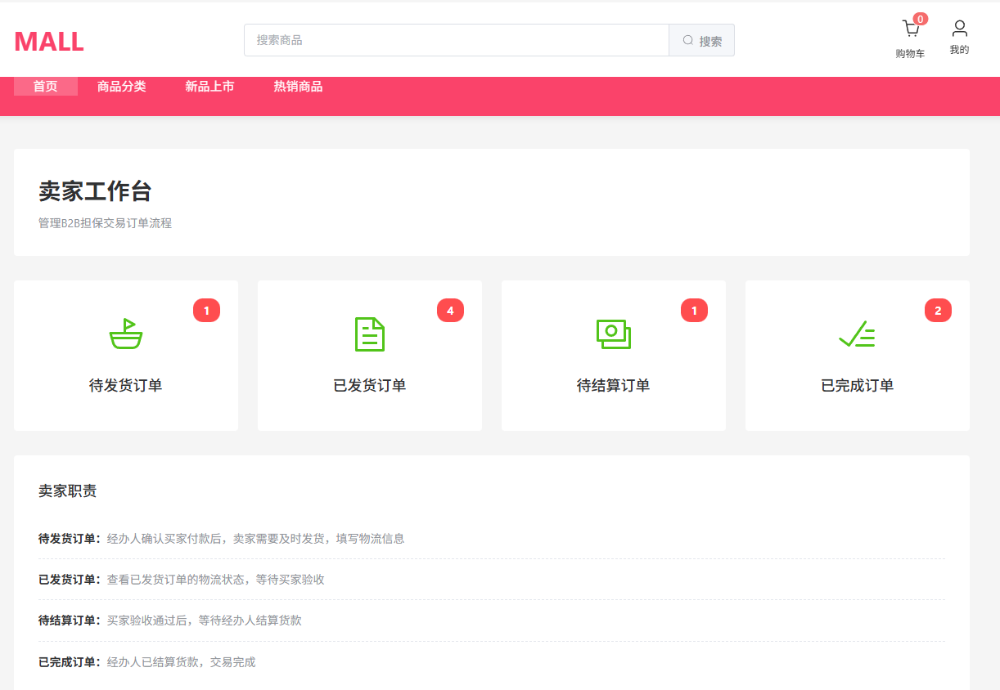 MALL
搜索商品
搜索
0
购物车
我的
首页
商品分类
新品上市
热销商品
卖家工作台
管理B2B担保交易订单流程
1
待发货订单
4
已发货订单
1
待结算订单
2
已完成订单
卖家职责
待发货订单：经办人确认买家付款后，卖家需要及时发货，填写物流信息
已发货订单：查看已发货订单的物流状态，等待买家验收
待结算订单：买家验收通过后，等待经办人结算货款
已完成订单：经办人已结算货款，交易完成